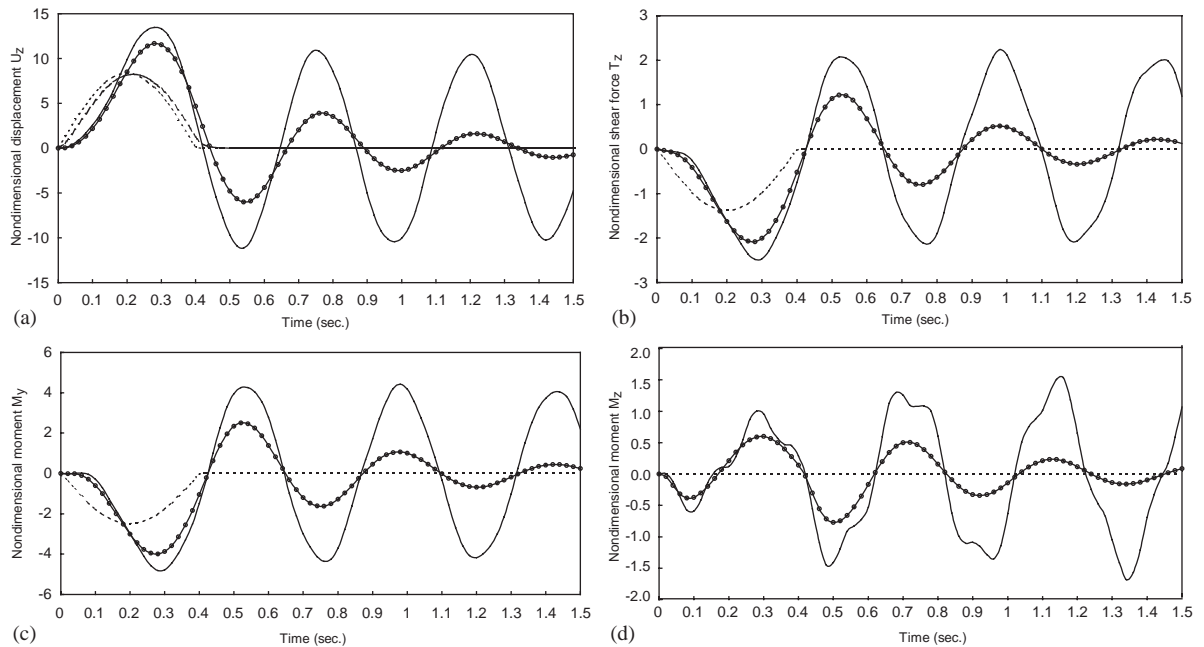 15
10
5
0
-5
-10
-15
Nondimensional displacement Uz
0 0.1 0.2 0.3 0.4 0.5 0.6 0.7 0.8 0.9 1 1.1 1.2 1.3 1.4 1.5
(a)
Time (sec.)
3
2
1
0
-1
-2
-3
Nondimensional shear force Tz
0 0.1 0.2 0.3 0.4 0.5 0.6 0.7 0.8 0.9 1 1.1 1.2 1.3 1.4 1.5
(b)
Time (sec.)
6
4
2
0
-2
-4
-6
Nondimensional moment My
0 0.1 0.2 0.3 0.4 0.5 0.6 0.7 0.8 0.9 1 1.1 1.2 1.3 1.4 1.5
(c)
Time (sec.)
2.0
1.5
1.0
0.5
0.0
-0.5
-1.0
-1.5
-2.0
Nondimensional moment Mz
0 0.1 0.2 0.3 0.4 0.5 0.6 0.7 0.8 0.9 1 1.1 1.2 1.3 1.4 1.5
(d)
Time (sec.)